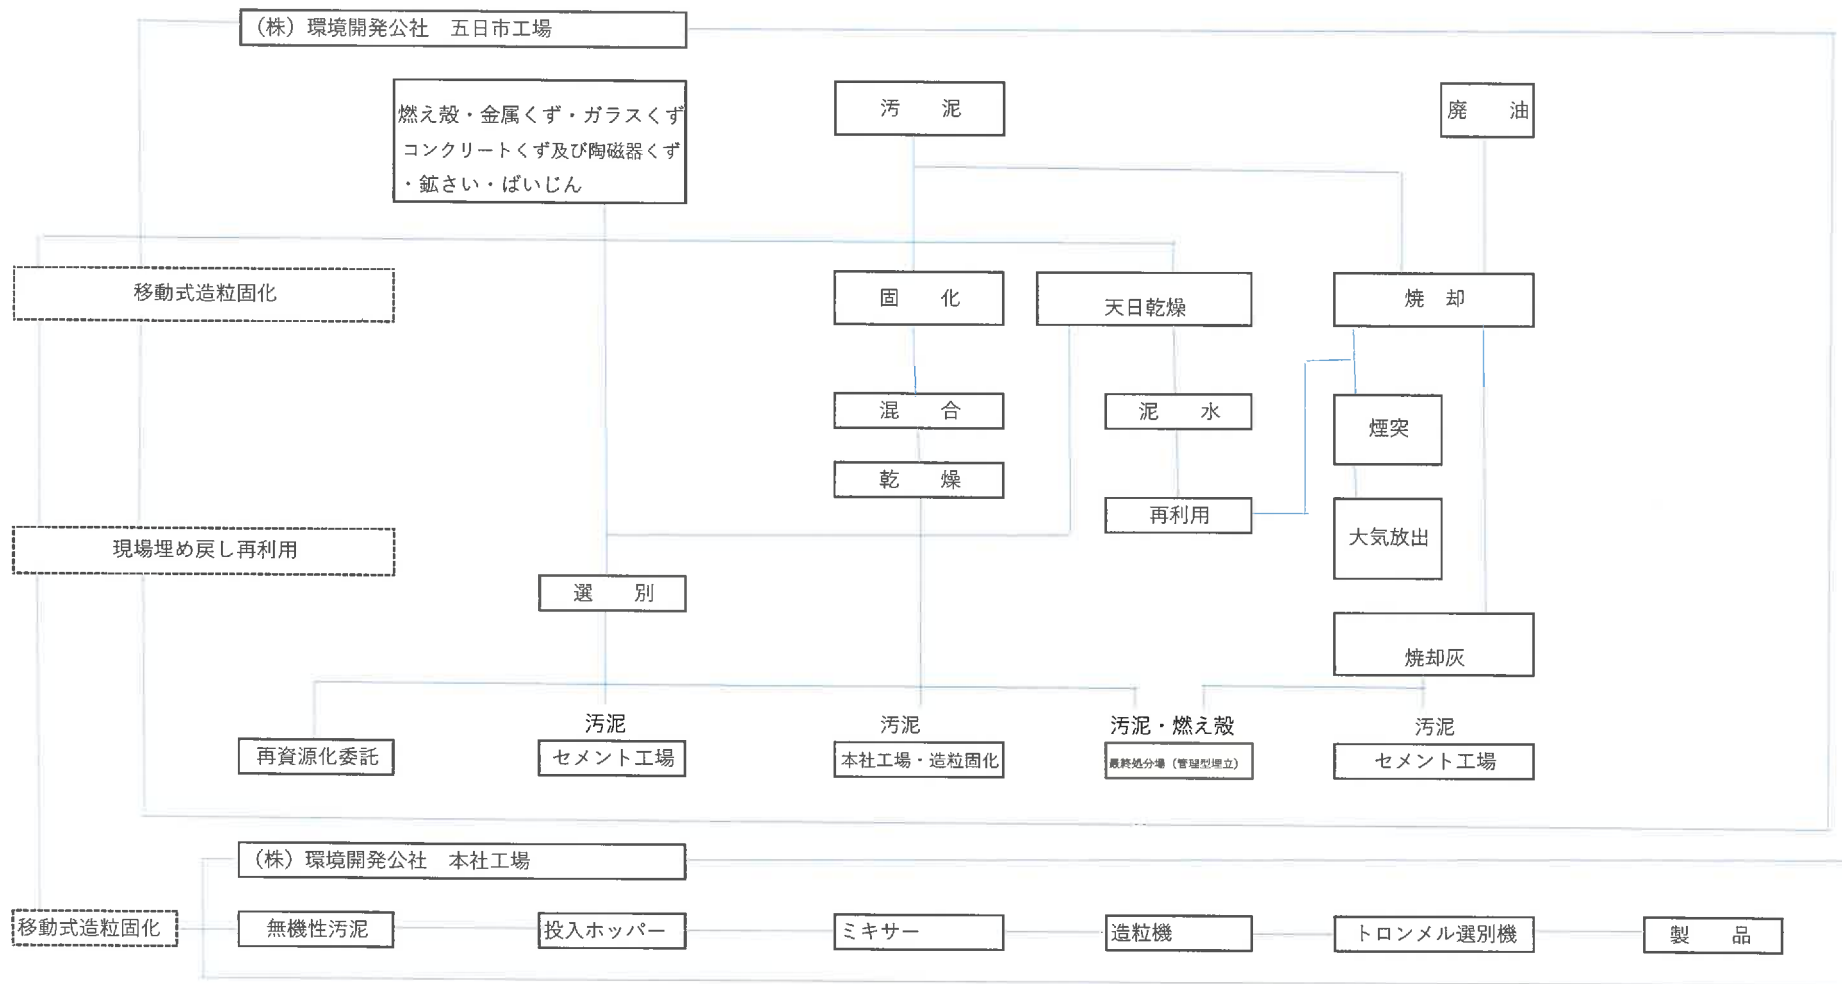 （株）環境開発公社　五日市工場
燃え殻・金属くず・ガラスくず
コンクリートくず及び陶磁器くず
・鉱さい・ばいじん
汚　泥
廃　油
移動式造粒固化
固　化
天日乾燥
焼　却
混　合
泥　水
煙突
乾　燥
再利用
大気放出
現場埋め戻し再利用
選　別
焼却灰
汚泥
汚泥
汚泥・燃え殻
汚泥
再資源化委託
セメント工場
本社工場・造粒固化
最終処分場（管理型埋立）
セメント工場
（株）環境開発公社　本社工場
移動式造粒固化
無機性汚泥
投入ホッパー
ミキサー
造粒機
トロンメル選別機
製　品